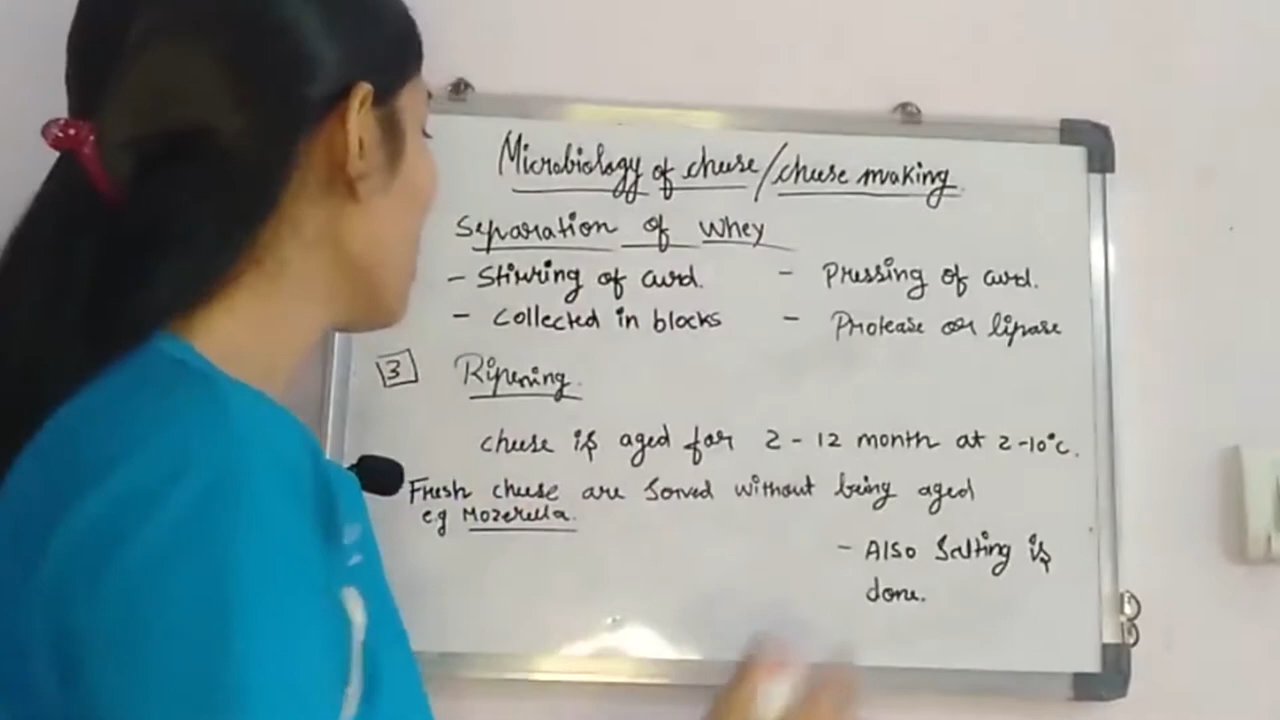 Microbiology of cheese/cheese making.
Separation of whey
- Stirring of curd. - Pressing of curd.
- Collected in blocks - Protease or lipase
3 Ripening.
cheese is aged for 2-12 month at 2-10°c.
Fresh cheese are served without being aged
e.g Mozerella.
- Also Salting is
done.